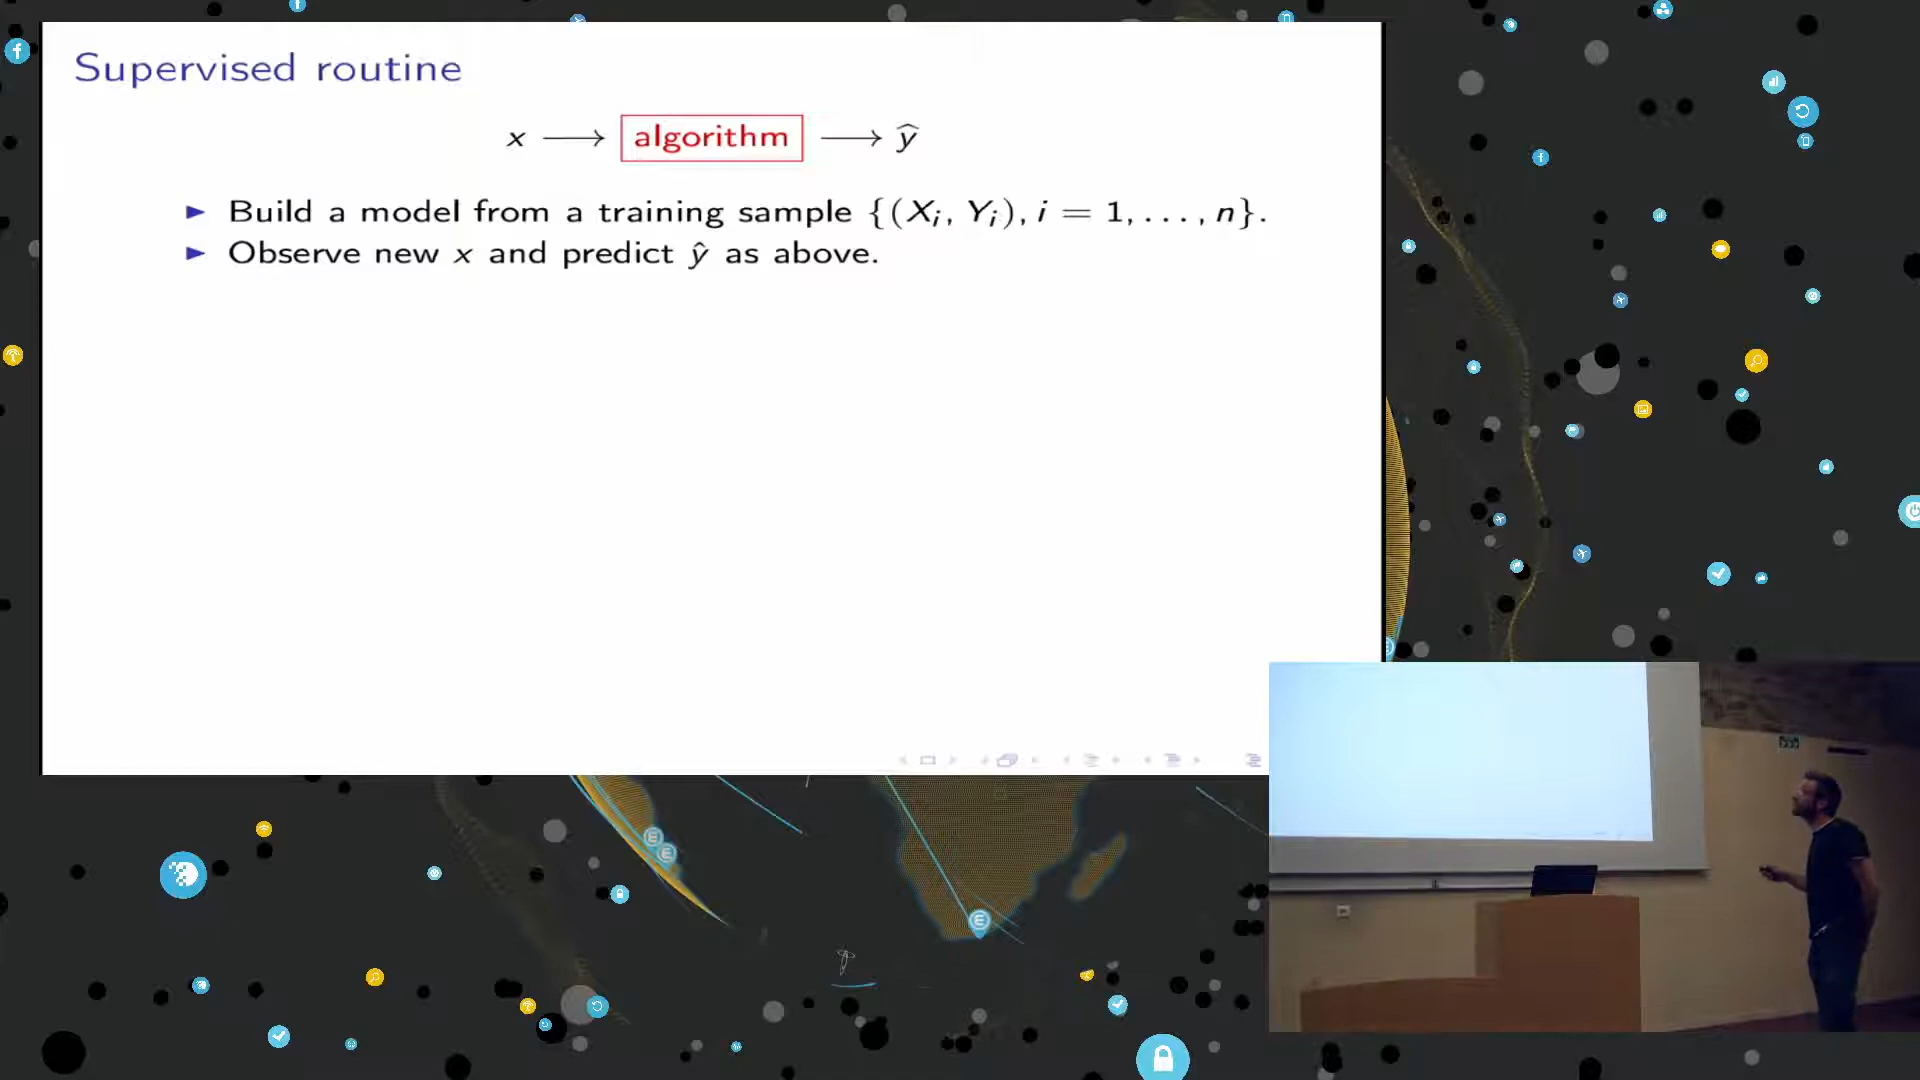 Supervised routine
x ⟶ algorithm ⟶ ŷ
► Build a model from a training sample {(Xᵢ, Yᵢ), i = 1, . . . , n}.
► Observe new x and predict ŷ as above.